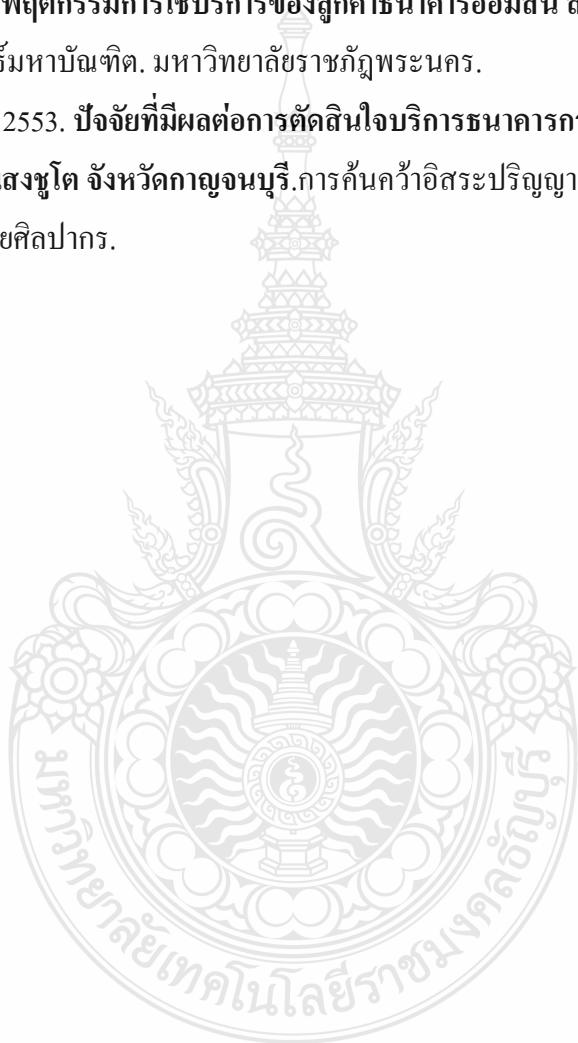 พฤติกรรมการใช้บริการของลูกค้าธนาคารออมสิน
ธ์มหาบัณฑิต. มหาวิทยาลัยราชภัฏพระนคร.
2553. ปัจจัยที่มีผลต่อการตัดสินใจบริการธนาคารก
สงชูโต จังหวัดกาญจนบุรี.การค้นคว้าอิสระปริญญา
ยศิลปากร.
มหาวิทยาลัยเทคโนโลยีราชมงคลธัญบุรี